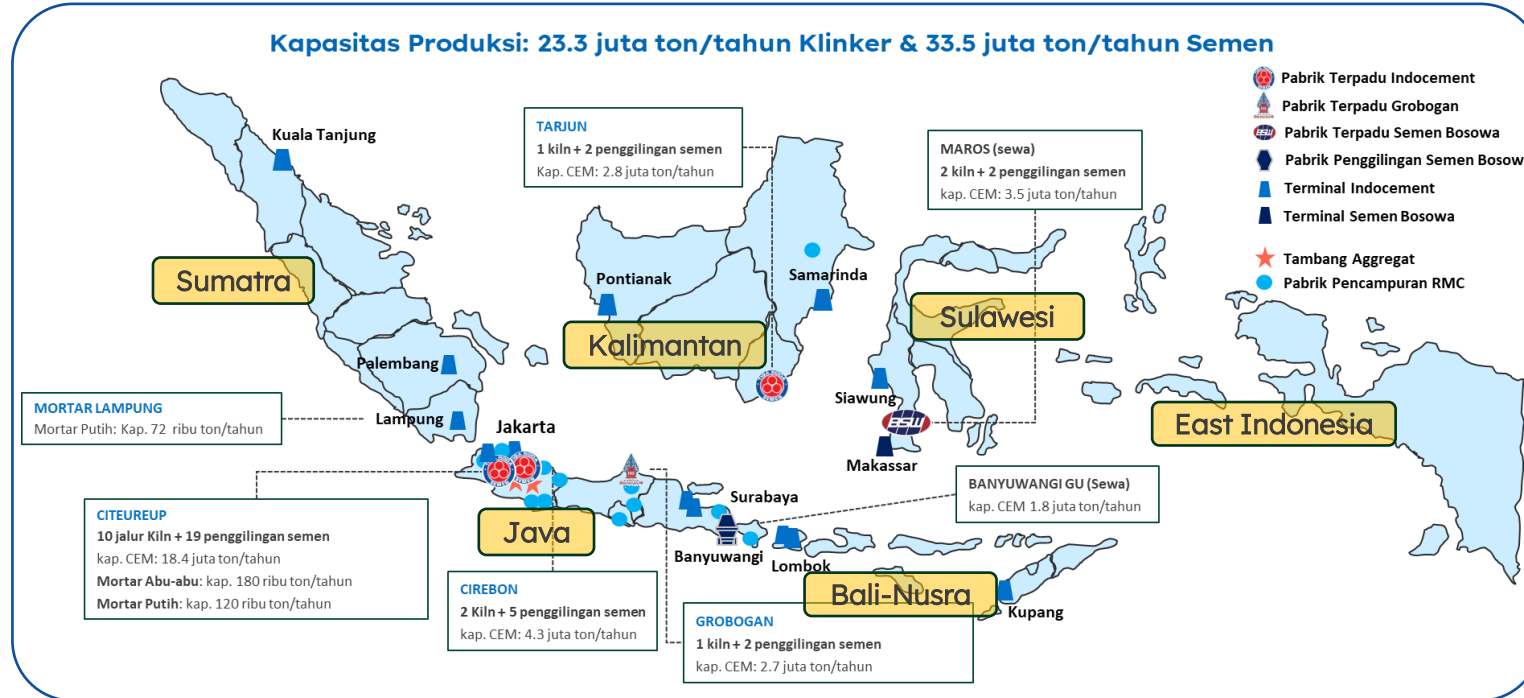 Kapasitas Produksi: 23.3 juta ton/tahun Klinker & 33.5 juta ton/tahun Semen
Pabrik Terpadu Indocement
Pabrik Terpadu Grobogan
Pabrik Terpadu Semen Bosowa
Pabrik Penggilingan Semen Bosow
Terminal Indocement
Terminal Semen Bosowa
Tambang Aggregat
Pabrik Pencampuran RMC
Kuala Tanjung
TARJUN
1 kiln + 2 penggilingan semen
Kap. CEM: 2.8 juta ton/tahun
MAROS (sewa)
2 kiln + 2 penggilingan semen
kap. CEM: 3.5 juta ton/tahun
Sumatra
Pontianak
Samarinda
Kalimantan
Sulawesi
Palembang
Siawung
BSW
East Indonesia
MORTAR LAMPUNG
Mortar Putih: Kap. 72 ribu ton/tahun
Lampung
Jakarta
Makassar
CITEUREUP
10 jalur Kiln + 19 penggilingan semen
kap. CEM: 18.4 juta ton/tahun
Mortar Abu-abu: kap. 180 ribu ton/tahun
Mortar Putih: kap. 120 ribu ton/tahun
Java
Surabaya
Banyuwangi
Lombok
BANYUWANGI GU (Sewa)
kap. CEM 1.8 juta ton/tahun
CIREBON
2 Kiln + 5 penggilingan semen
kap. CEM: 4.3 juta ton/tahun
Bali-Nusra
Kupang
GROBOGAN
1 kiln + 2 penggilingan semen
kap. CEM: 2.7 juta ton/tahun